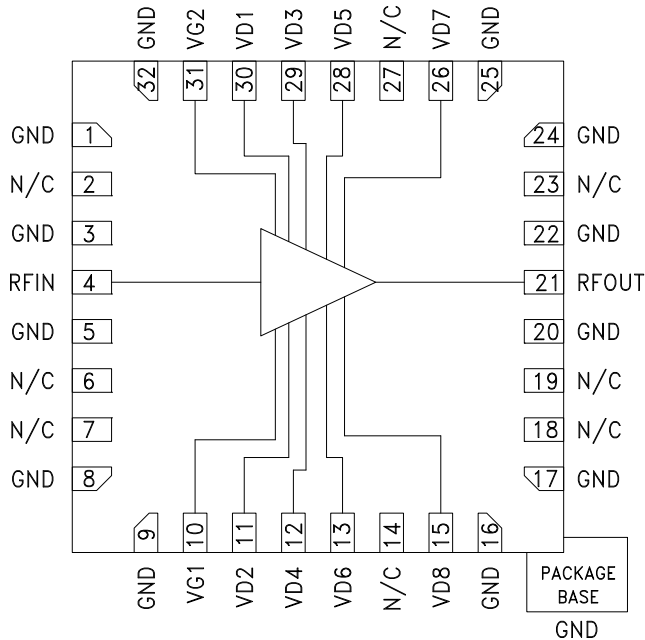 GND VG2 VD1 VD3 VD5 N/C VD7 GND
32 31 30 29 28 27 26 25
GND 1 24 GND
N/C 2 23 N/C
GND 3 22 GND
RFIN 4 21 RFOUT
GND 5 20 GND
N/C 6 19 N/C
N/C 7 18 N/C
GND 8 17 GND
9 10 11 12 13 14 15 16
GND VG1 VD2 VD4 VD6 N/C VD8 GND
PACKAGE
BASE
GND